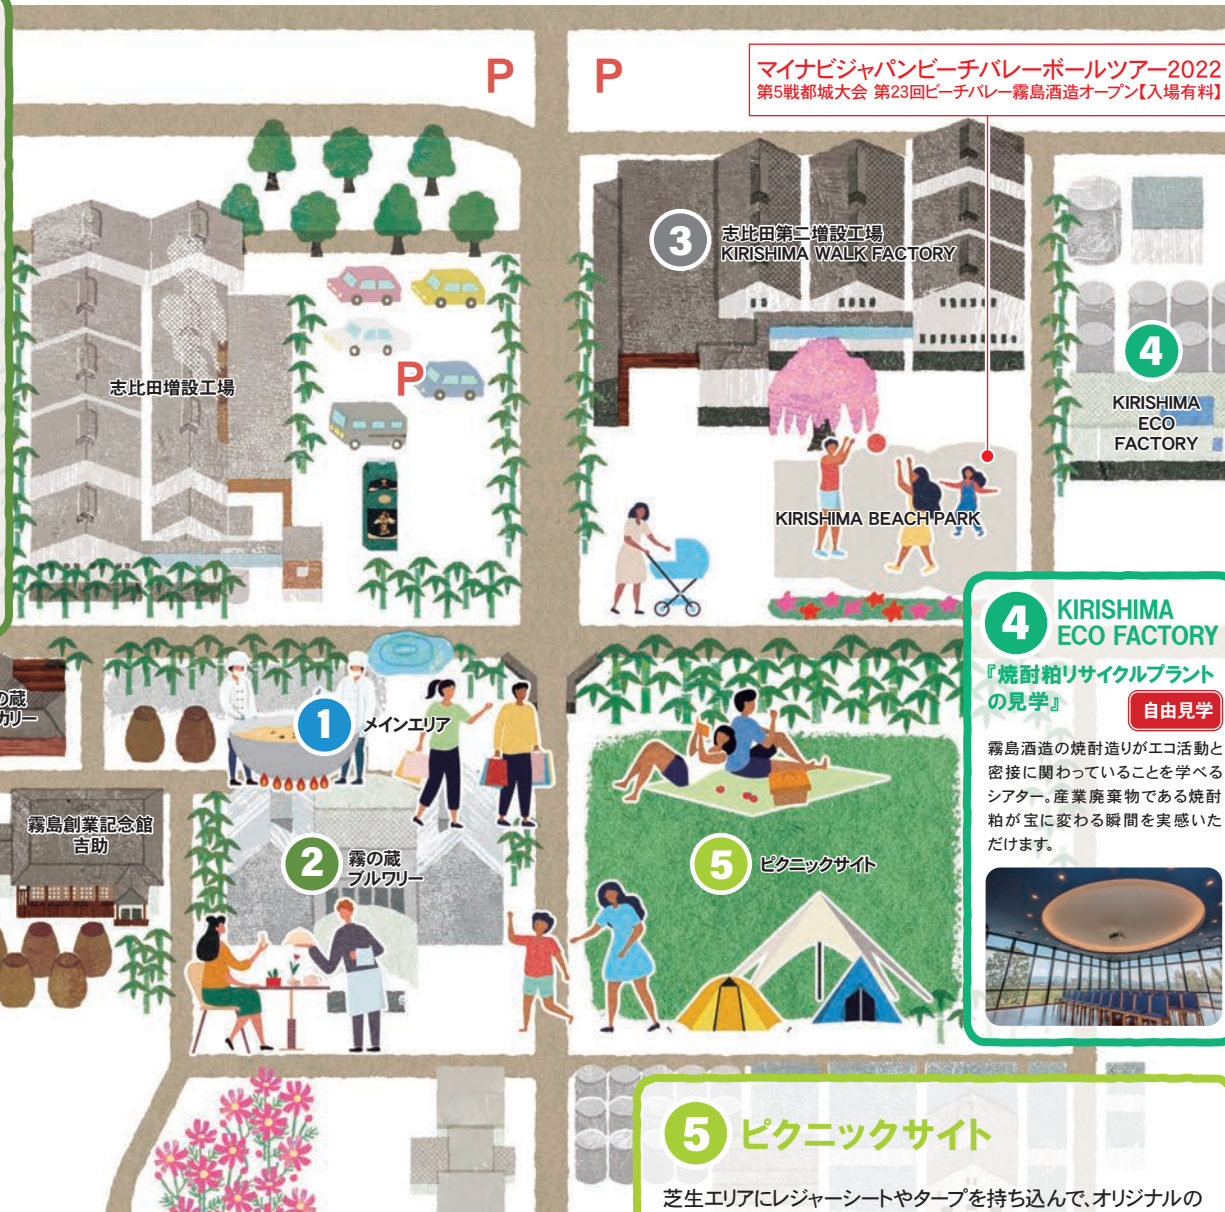 P
P
マイナビジャパンビーチバレーボールツアー2022
第5戦都城大会 第23回ビーチバレー霧島酒造オープン【入場有料】
3
志比田第二増設工場
KIRISHIMA WALK FACTORY
4
KIRISHIMA
ECO
FACTORY
志比田増設工場
P
KIRISHIMA BEACH PARK
の蔵
カリー
1
メインエリア
霧島創業記念館
吉助
2
霧の蔵
ブルワリー
5
ピクニックサイト
4
KIRISHIMA
ECO FACTORY
『焼酎粕リサイクルプラント
の見学』
自由見学
霧島酒造の焼酎造りがエコ活動と
密接に関わっていることを学べる
シアター。産業廃棄物である焼酎
粕が宝に変わる瞬間を実感いた
だけます。
5 ピクニックサイト
芝生エリアにレジャーシートやタープを持ち込んで、オリジナルの